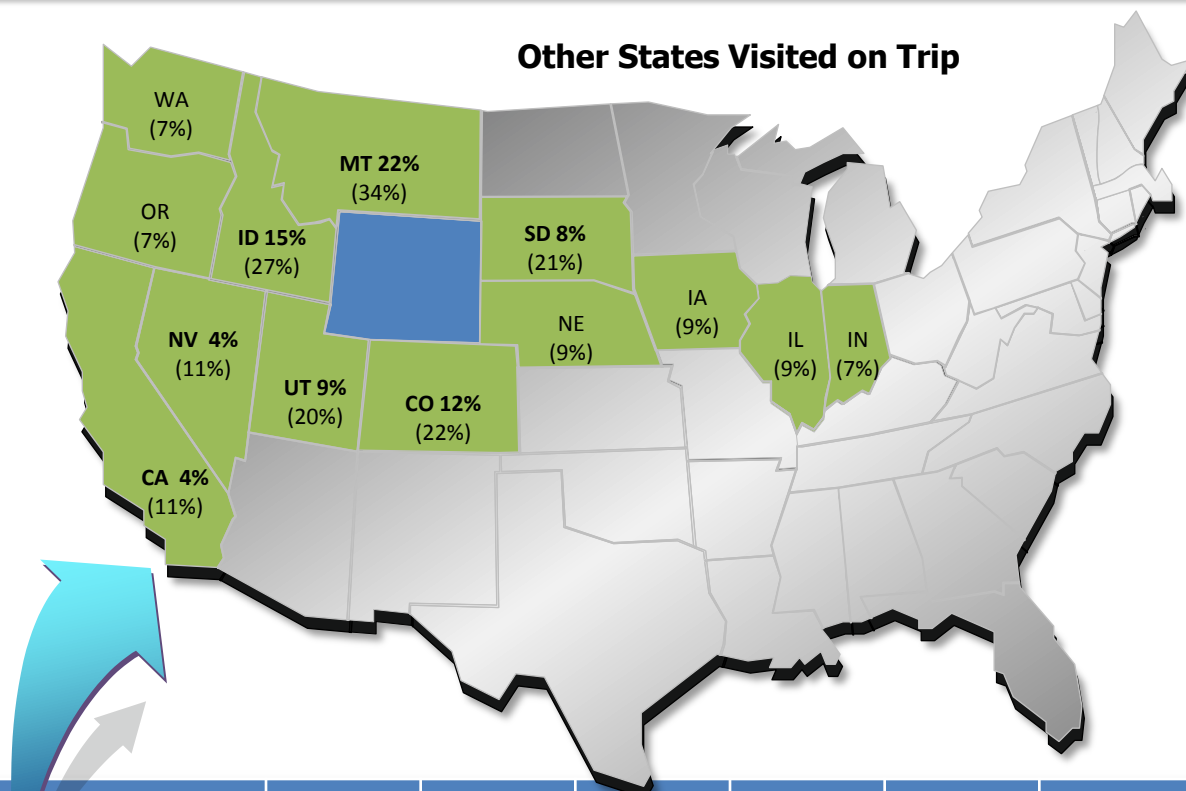 Other States Visited on Trip
WA
(7%)
MT 22%
(34%)
OR
(7%)
ID 15%
(27%)
SD 8%
(21%)
IA
(9%)
NE
(9%)
IL
(9%)
IN
(7%)
NV  4%
(11%)
UT 9%
(20%)
CO 12%
(22%)
CA  4%
(11%)